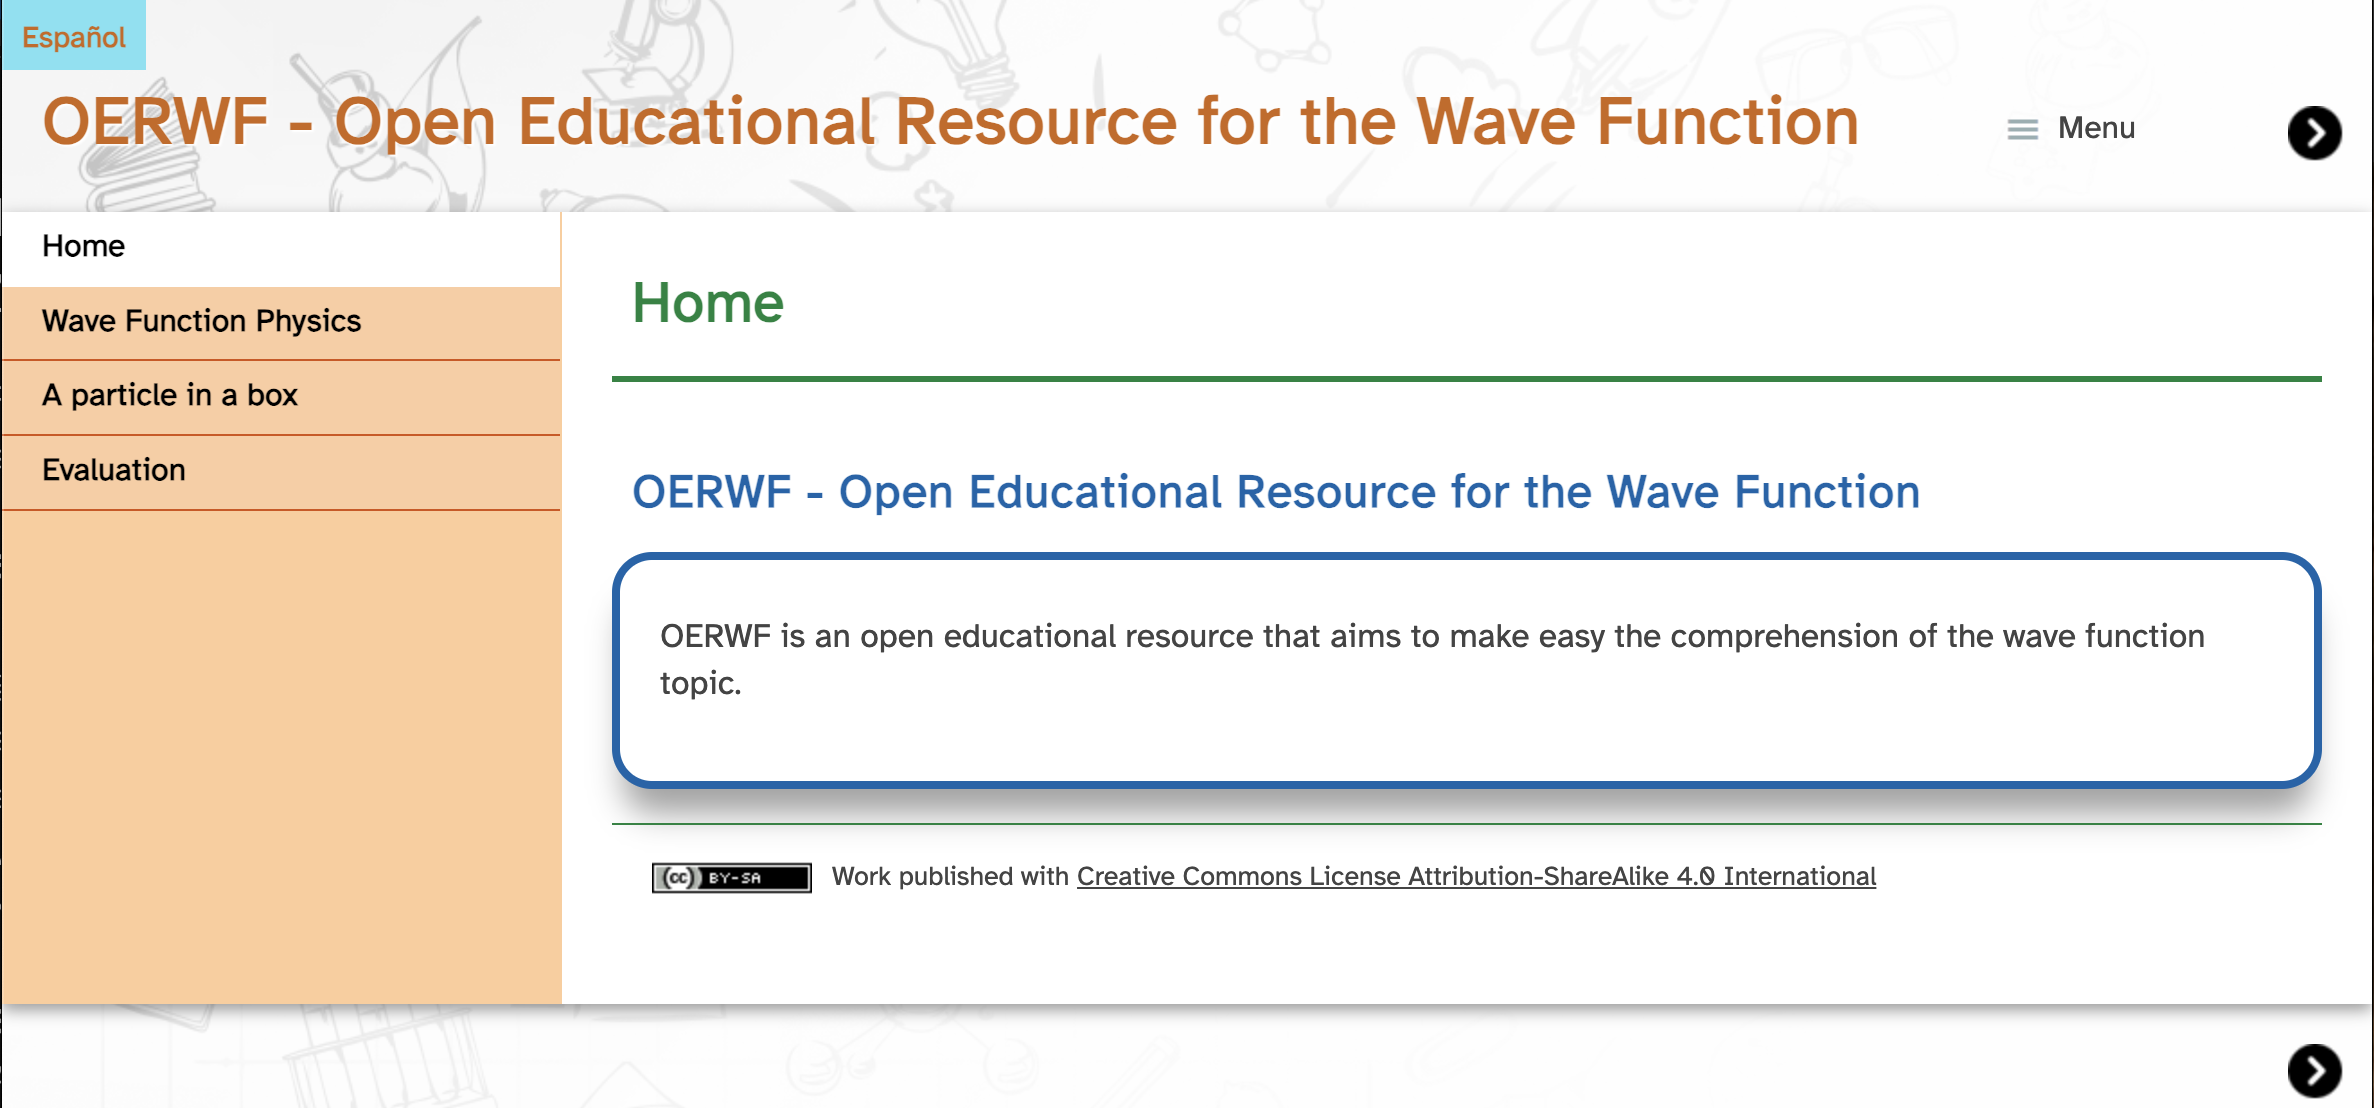 Español
OERWF - Open Educational Resource for the Wave Function
Menu
Home
Wave Function Physics
A particle in a box
Evaluation
Home
OERWF - Open Educational Resource for the Wave Function
OERWF is an open educational resource that aims to make easy the comprehension of the wave function
topic.
(cc) BY-SA Work published with Creative Commons License Attribution-ShareAlike 4.0 International